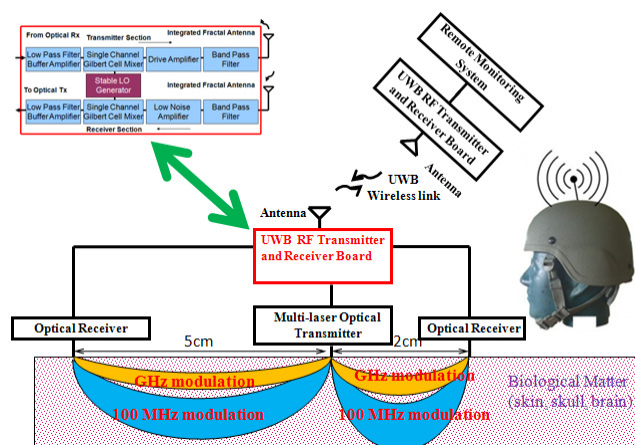 From Optical Rx Transmitter Section Integrated Fractal Antenna
Low Pass Filter Single Channel Drive Amplifier Band Pass
Buffer Amplifier Gilbert Cell Mixer Filter
Stable LO
Generator
To Optical Tx Integrated Fractal Antenna
Low Pass Filter Single Channel Low Noise Band Pass
Buffer Amplifier Gilbert Cell Mixer Amplifier Filter
Receiver Section
Remote Monitoring
System
UWB RF Transmitter
and Receiver Board
Antenna
UWB
Wireless link
Antenna
UWB RF Transmitter
and Receiver Board
Optical Receiver
Multi-laser Optical
Transmitter
Optical Receiver
5cm
2cm
GHz modulation
GHz modulation
100 MHz modulation
100 MHz modulation
Biological Matter
(skin, skull, brain)